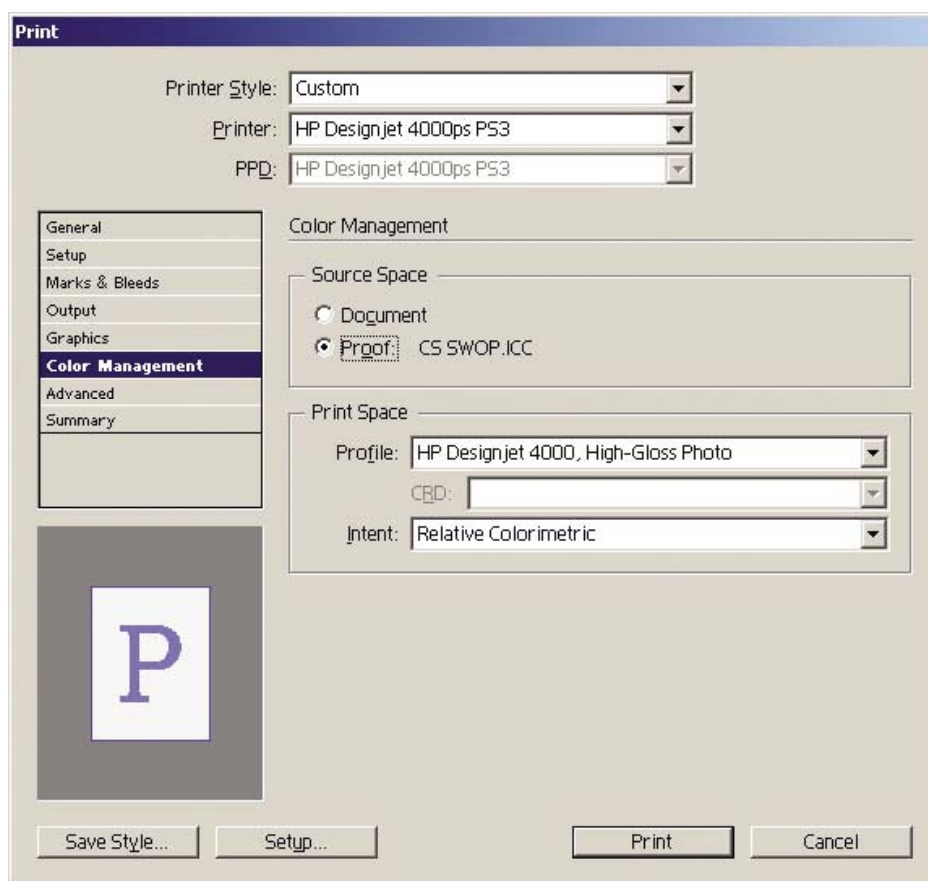 Print
Printer Style: Custom
Printer: HP Designjet 4000ps PS3
PPD: HP Designjet 4000ps PS3
General
Setup
Marks & Bleeds
Output
Graphics
Color Management
Advanced
Summary
Color Management
Source Space
Document
Proof: CS SWOP.ICC
Print Space
Profile: HP Designjet 4000, High-Gloss Photo
CRD:
Intent: Relative Colorimetric
P
Save Style...
Setup...
Print
Cancel